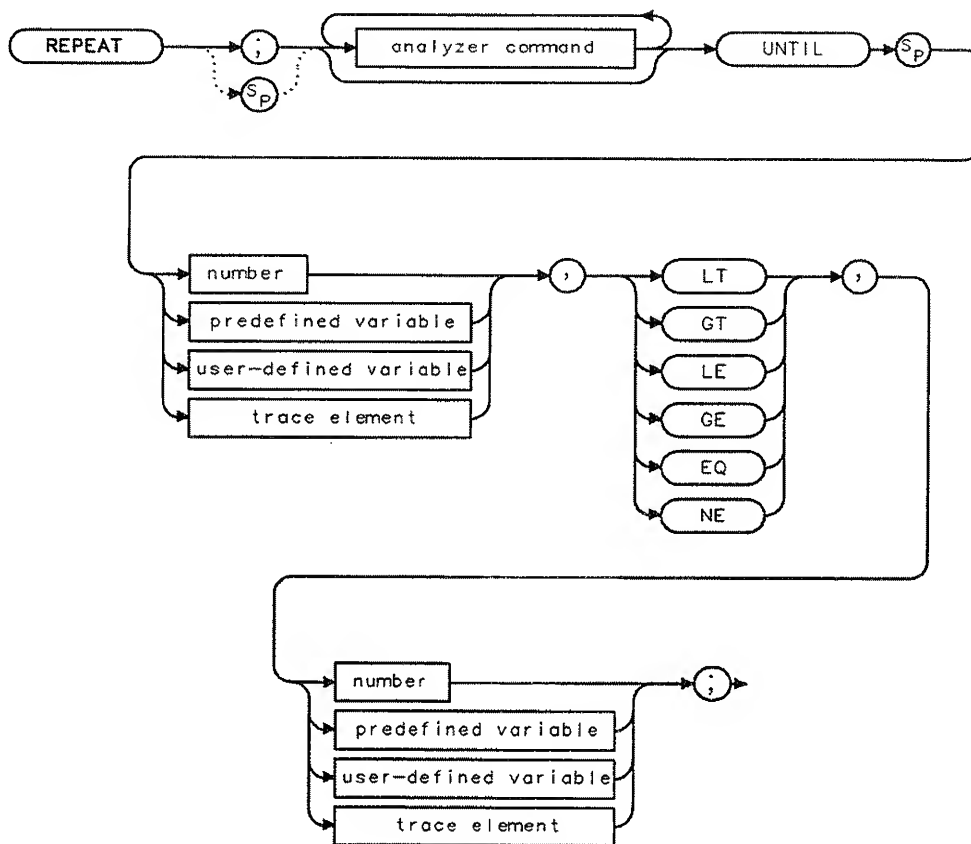 REPEAT ; analyzer command UNTIL SP
SP
number , LT ,
predefined variable GT
user-defined variable LE
trace element GE
EQ
NE
number ;
predefined variable
user-defined variable
trace element